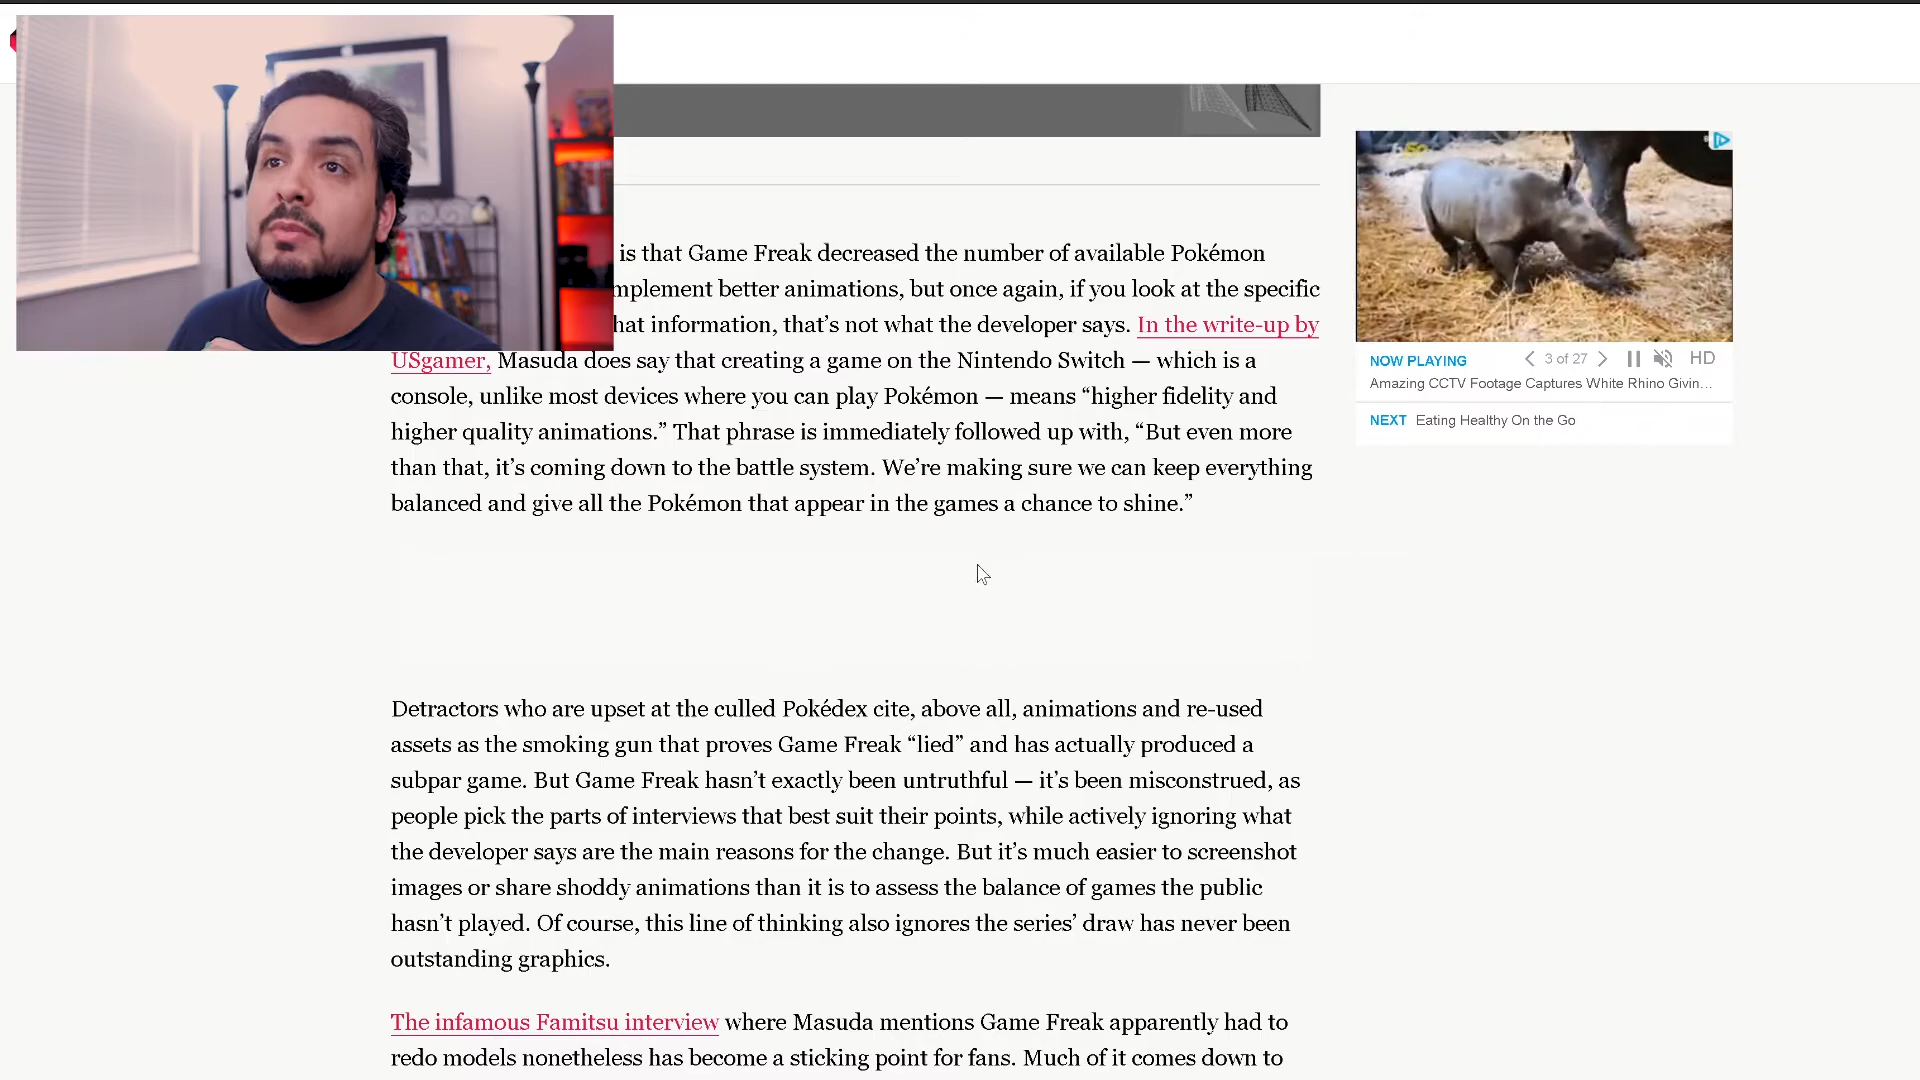 is that Game Freak decreased the number of available Pokémon
mplement better animations, but once again, if you look at the specific
hat information, that’s not what the developer says. In the write-up by
USgamer, Masuda does say that creating a game on the Nintendo Switch — which is a
console, unlike most devices where you can play Pokémon — means “higher fidelity and
higher quality animations.” That phrase is immediately followed up with, “But even more
than that, it’s coming down to the battle system. We’re making sure we can keep everything
balanced and give all the Pokémon that appear in the games a chance to shine.”
Detractors who are upset at the culled Pokédex cite, above all, animations and re-used
assets as the smoking gun that proves Game Freak “lied” and has actually produced a
subpar game. But Game Freak hasn’t exactly been untruthful — it’s been misconstrued, as
people pick the parts of interviews that best suit their points, while actively ignoring what
the developer says are the main reasons for the change. But it’s much easier to screenshot
images or share shoddy animations than it is to assess the balance of games the public
hasn’t played. Of course, this line of thinking also ignores the series’ draw has never been
outstanding graphics.
The infamous Famitsu interview where Masuda mentions Game Freak apparently had to
redo models nonetheless has become a sticking point for fans. Much of it comes down to
NOW PLAYING 3 of 27 HD
Amazing CCTV Footage Captures White Rhino Givin...
NEXT Eating Healthy On the Go